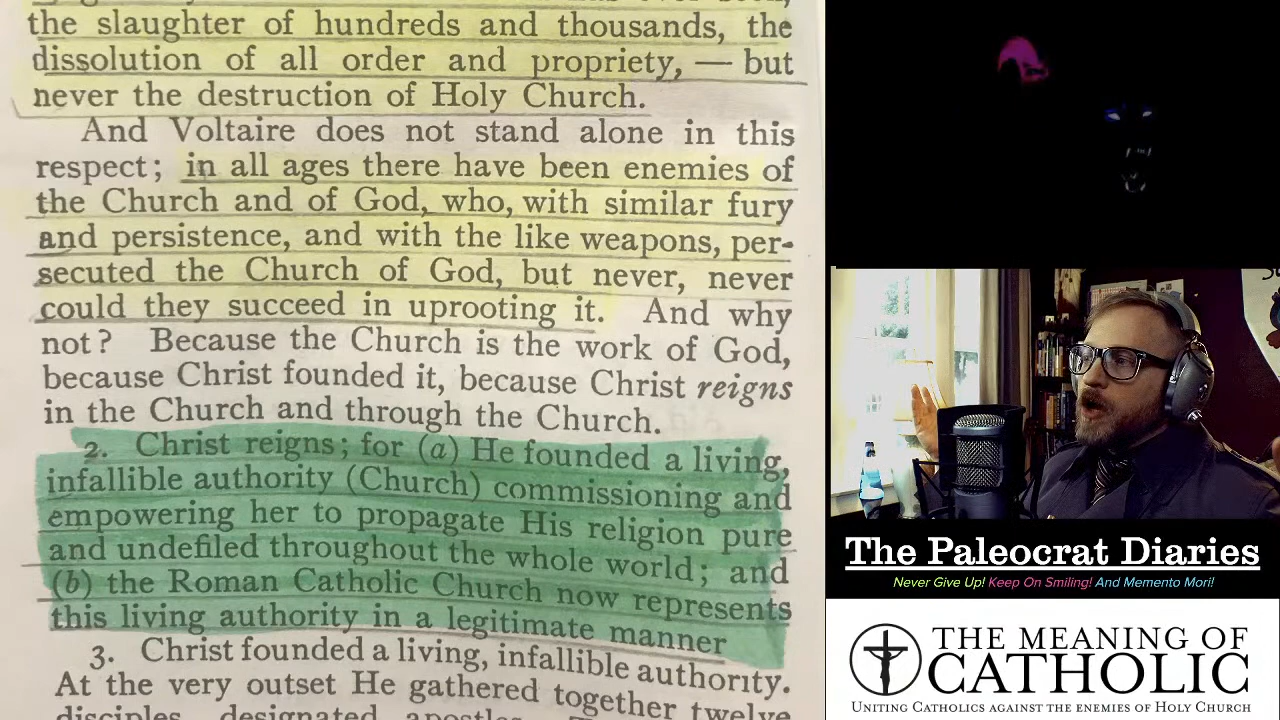 the slaughter of hundreds and thousands, the
dissolution of all order and propriety, — but
never the destruction of Holy Church.
And Voltaire does not stand alone in this
respect; in all ages there have been enemies of
the Church and of God, who, with similar fury
and persistence, and with the like weapons, per-
secuted the Church of God, but never, never
could they succeed in uprooting it. And why
not? Because the Church is the work of God,
because Christ founded it, because Christ reigns
in the Church and through the Church.
2. Christ reigns; for (a) He founded a living,
infallible authority (Church) commissioning and
empowering her to propagate His religion pure
and undefiled throughout the whole world; and
(b) the Roman Catholic Church now represents
this living authority in a legitimate manner
3. Christ founded a living, infallible authority.
At the very outset He gathered together twelve
disciples, designated apostles.
The Paleocrat Diaries
Never Give Up! Keep On Smiling! And Memento Mori!
THE MEANING OF
CATHOLIC
UNITING CATHOLICS AGAINST THE ENEMIES OF HOLY CHURCH